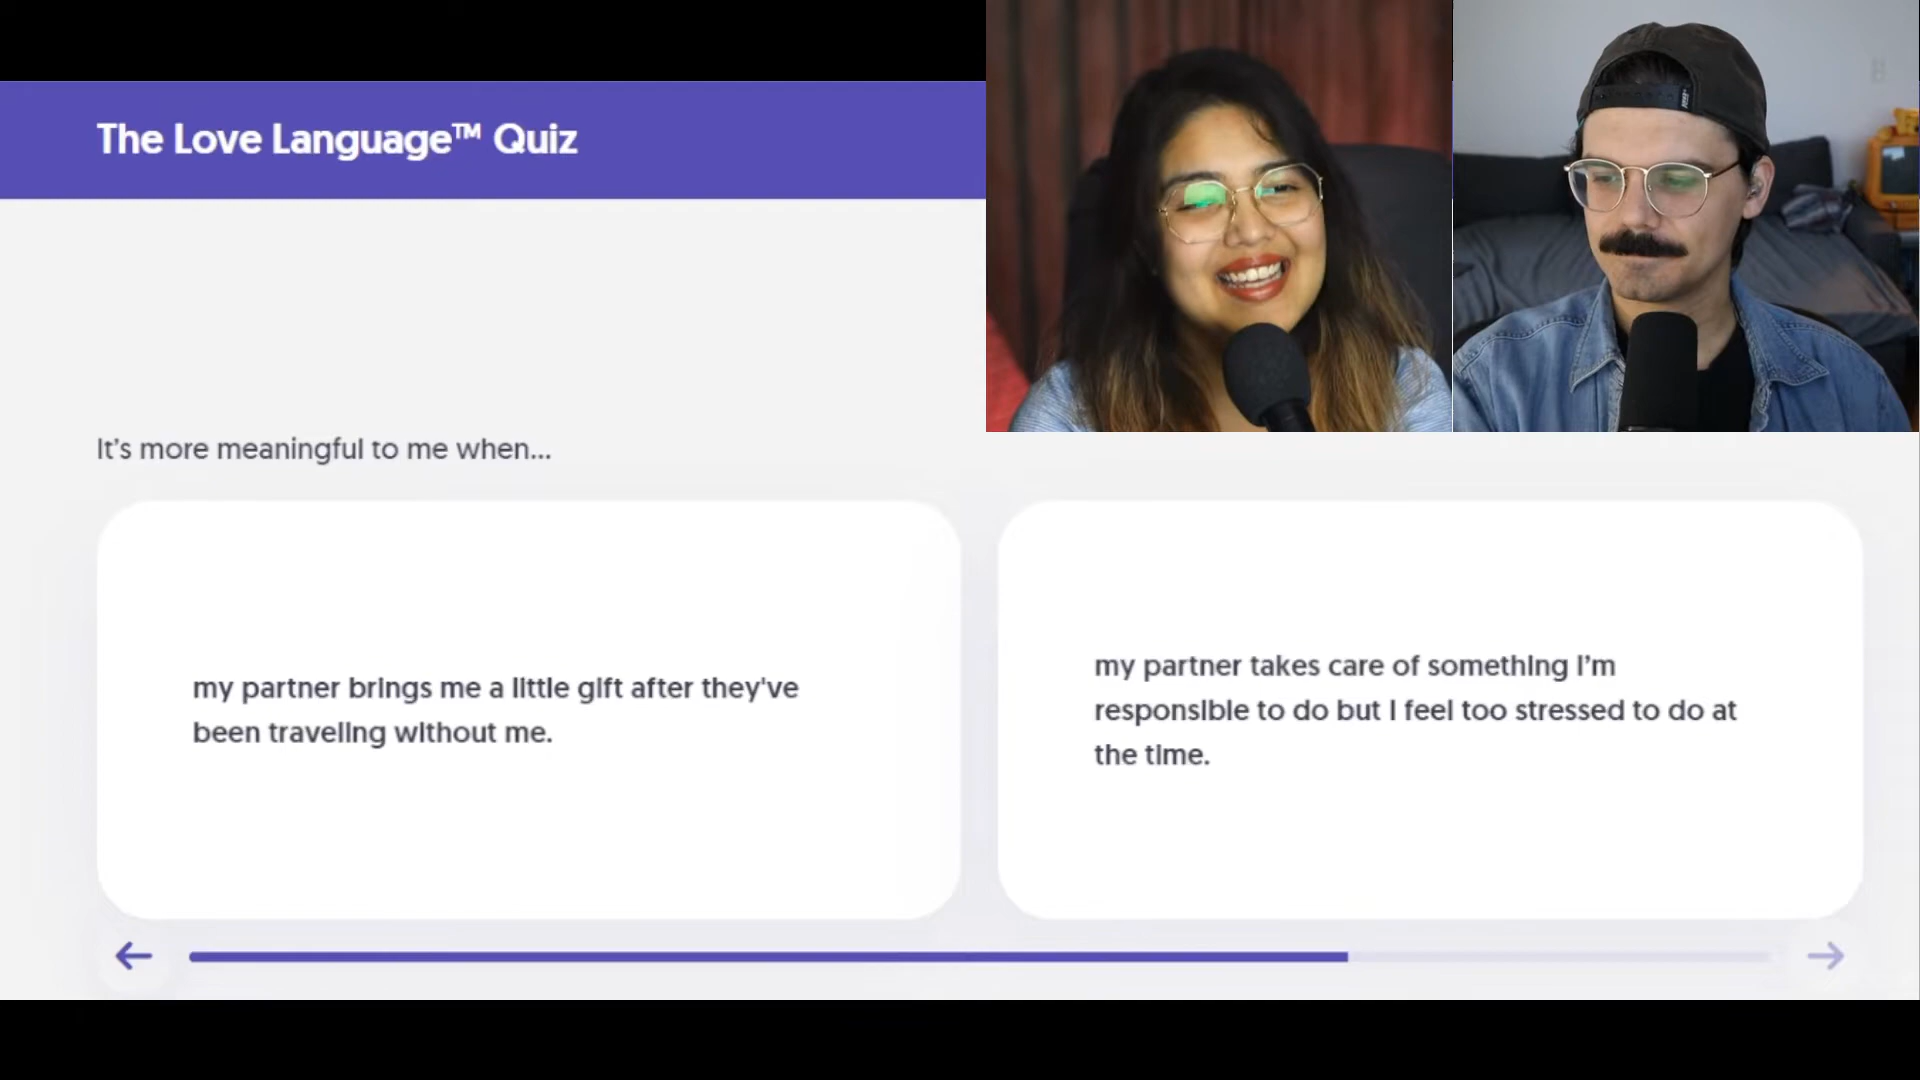 The Love Language™ Quiz
It's more meaningful to me when...
my partner brings me a little gift after they've
been traveling without me.
my partner takes care of something I'm
responsible to do but I feel too stressed to do at
the time.